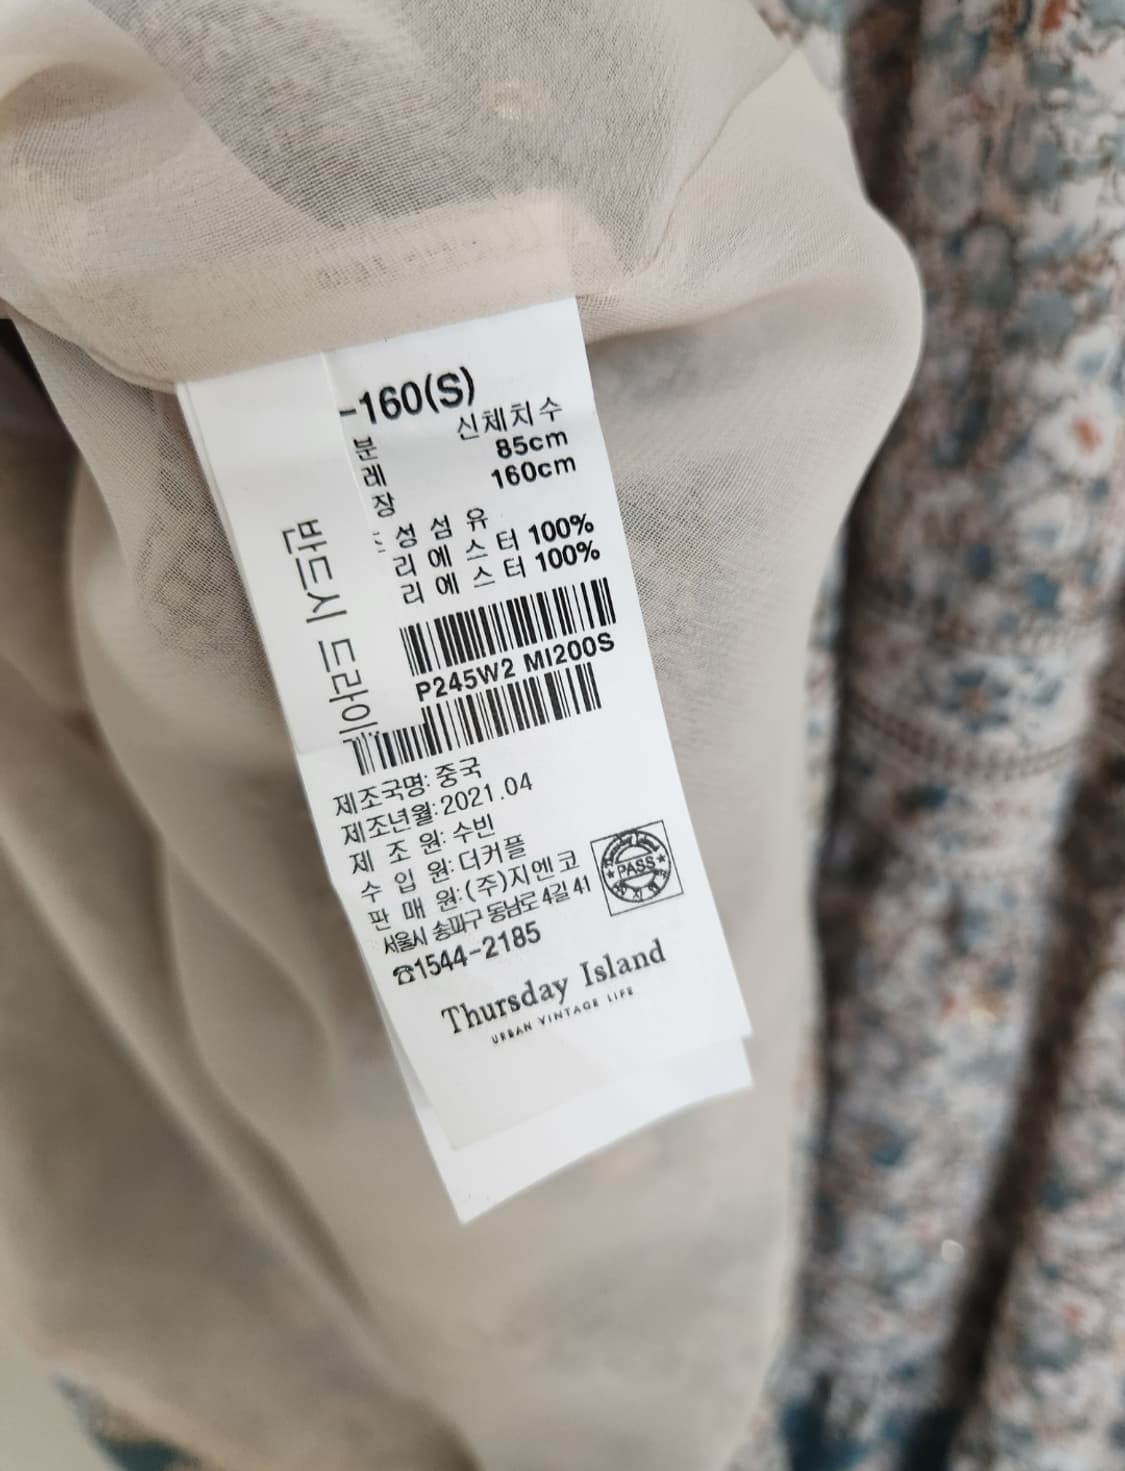 -160(S)
분 신체치수
레 85cm
장 160cm
성 섬 유
리 에 스 터 100%
리 에 스 터 100%
P245W2 MI200S
반드시 드라이
제조국명: 중국
제조년월: 2021.04
제 조 원: 수빈
수 입 원: 더커플
판 매 원: (주)지엔코
서울시 송파구 동남로 4길 41
☎1544-2185
PASS
Thursday Island
URBAN VINTAGE LIFE